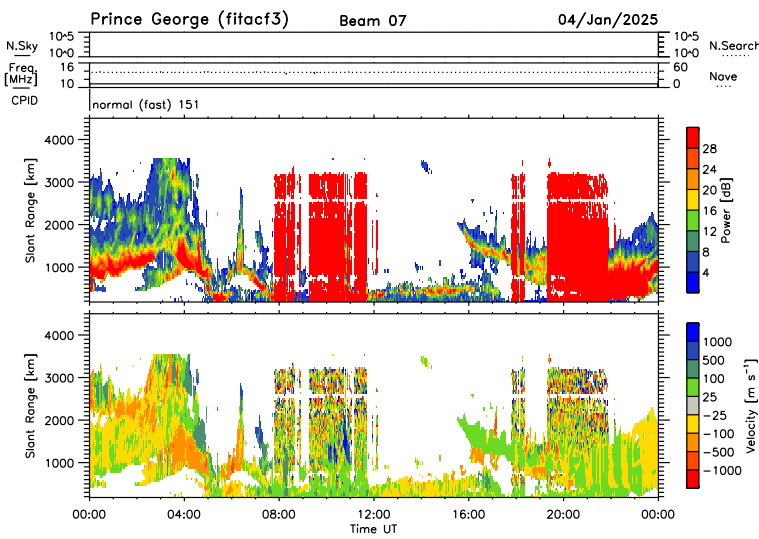 Prince George (fitacf3) Beam 07 04/Jan/2025
N.Sky 10^5 10^0 10^5 10^0 N.Search
Freq. [MHz] 16 10 60 0 Nave
CPID normal (fast) 151
Slant Range [km]
4000
3000
2000
1000
Power [dB]
28
24
20
16
12
8
4
Slant Range [km]
4000
3000
2000
1000
Velocity [m s⁻¹]
1000
500
100
25
−25
−100
−500
−1000
00:00 04:00 08:00 12:00 16:00 20:00 00:00
Time UT